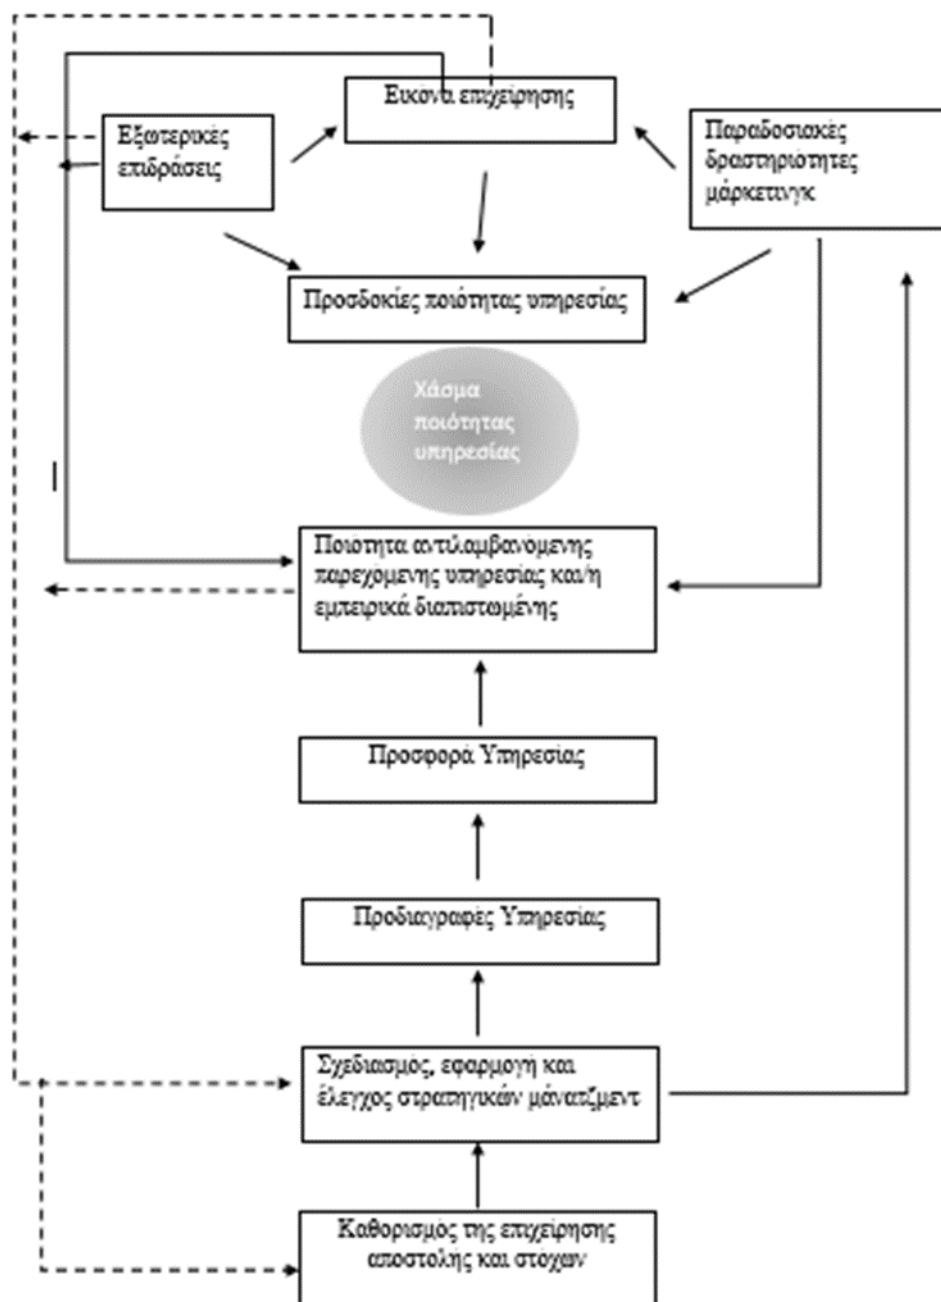 Εικόνα επιχείρησης
Εξωτερικές
επιδράσεις
Παραδοσιακές
δραστηριότητες
μάρκετινγκ
Προσδοκίες ποιότητας υπηρεσίας
Χάσμα
ποιότητας
υπηρεσίας
Ποιότητα αντιλαμβανόμενης
παρεχόμενης υπηρεσίας και/η
εμπειρικά διαπιστωμένης
Προσφορά Υπηρεσίας
Προδιαγραφές Υπηρεσίας
Σχεδιασμός, εφαρμογή και
έλεγχος στρατηγικών μάνατζμεντ
Καθορισμός της επιχείρησης
αποστολής και στόχων